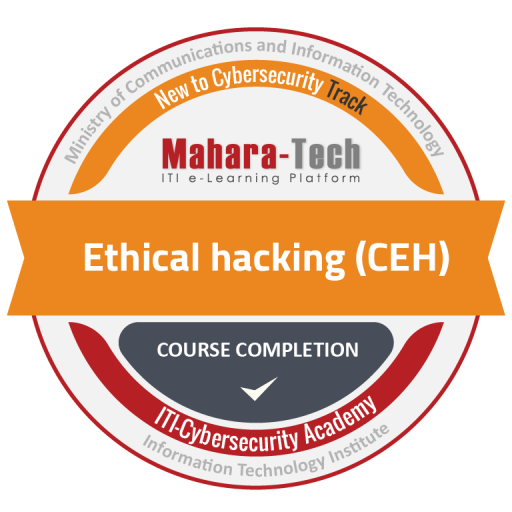 Ministry of Communications and Information Technology
New to Cybersecurity Track
Mahara-Tech
ITI e-Learning Platform
Ethical hacking (CEH)
COURSE COMPLETION
ITI-Cybersecurity Academy
Information Technology Institute